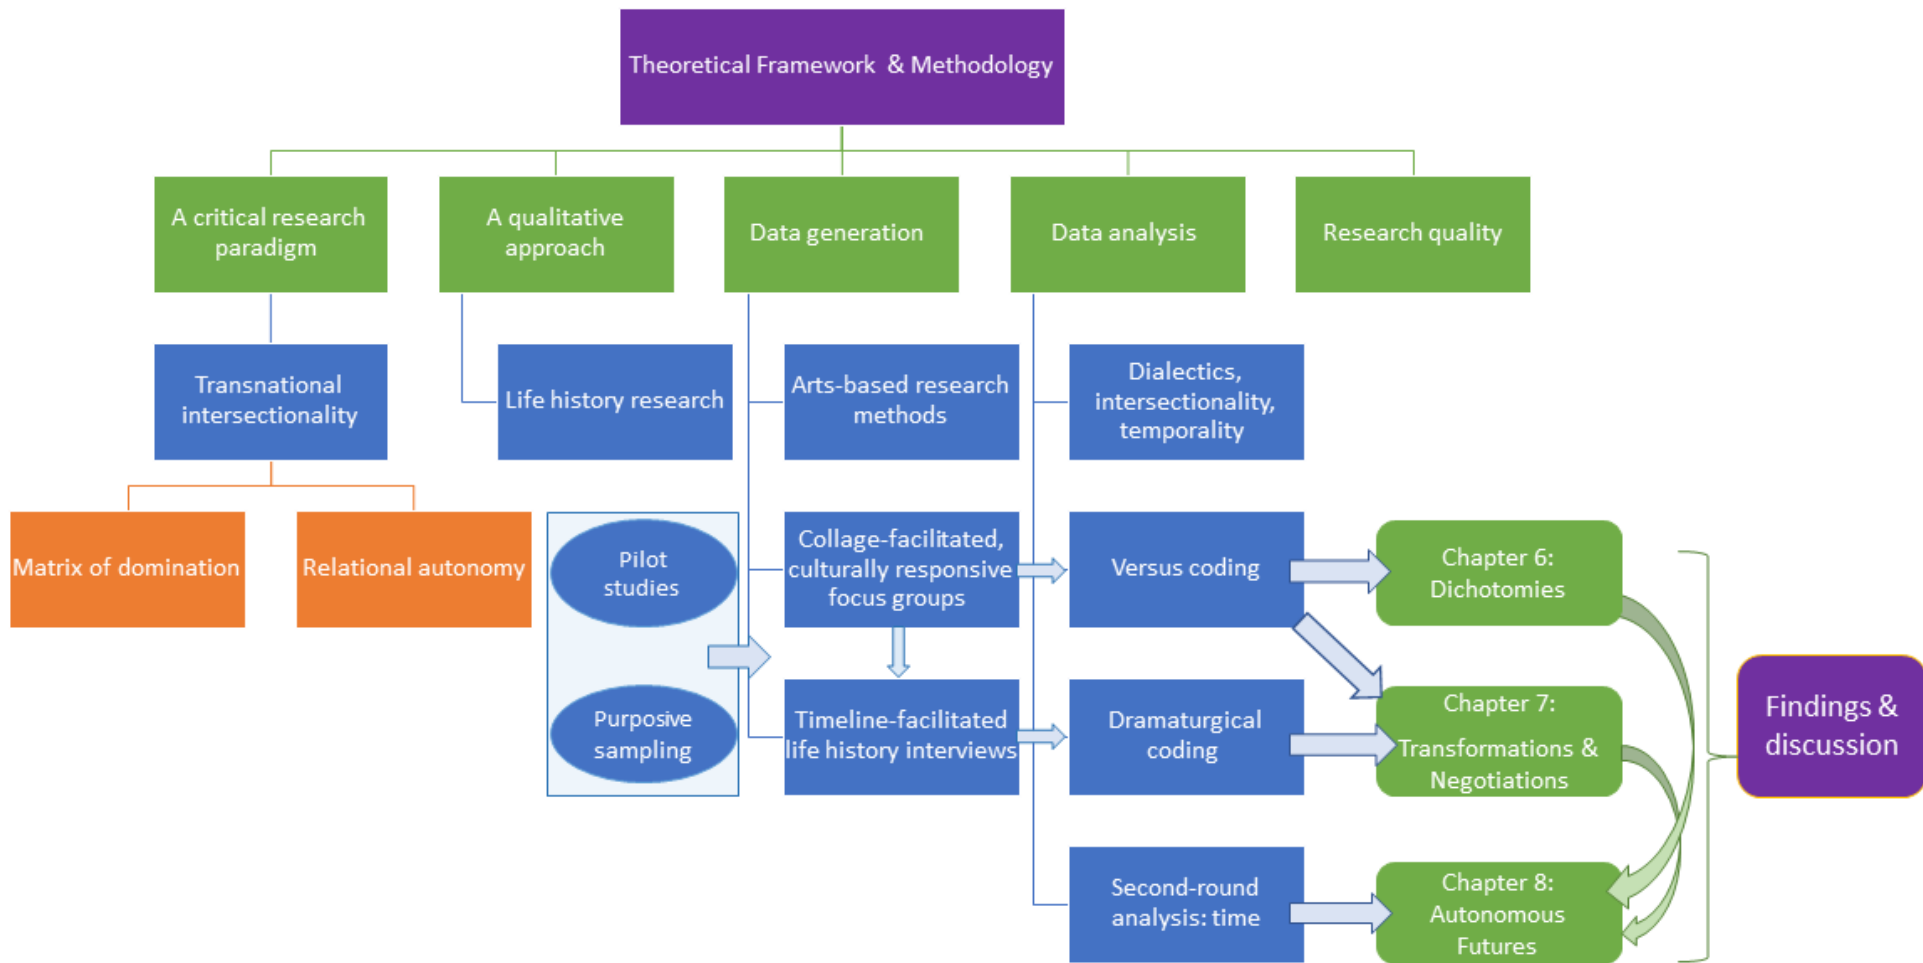 Theoretical Framework & Methodology
A critical research
paradigm
A qualitative
approach
Data generation
Data analysis
Research quality
Transnational
intersectionality
Life history research
Arts-based research
methods
Dialectics,
intersectionality,
temporality
Matrix of domination
Relational autonomy
Pilot
studies
Purposive
sampling
Collage-facilitated,
culturally responsive
focus groups
Versus coding
Chapter 6:
Dichotomies
Timeline-facilitated
life history interviews
Dramaturgical
coding
Chapter 7:
Transformations &
Negotiations
Findings &
discussion
Second-round
analysis: time
Chapter 8:
Autonomous
Futures